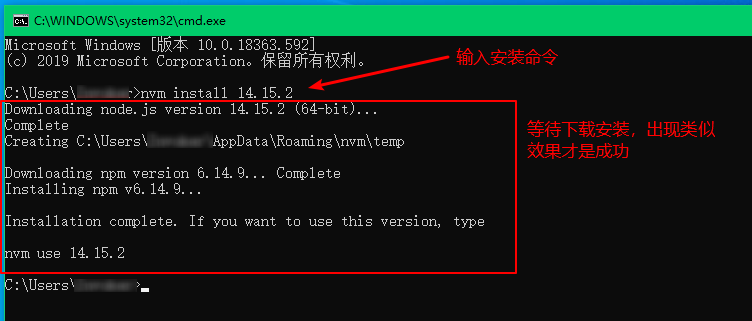 C:\WINDOWS\system32\cmd.exe
Microsoft Windows [版本 10.0.18363.592]
(c) 2019 Microsoft Corporation。保留所有权利。
输入安装命令
C:\Users\>nvm install 14.15.2
Downloading node.js version 14.15.2 (64-bit)...
Complete
Creating C:\Users\AppData\Roaming\nvm\temp
等待下载安装，出现类似
效果才是成功
Downloading npm version 6.14.9... Complete
Installing npm v6.14.9...
Installation complete. If you want to use this version, type
nvm use 14.15.2
C:\Users\>